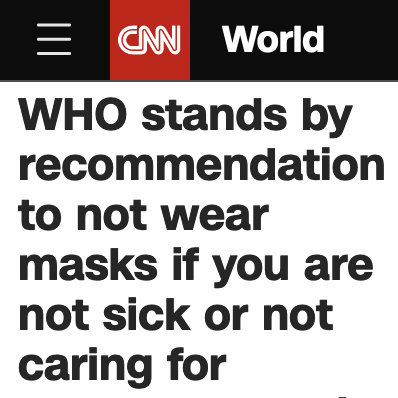 CNN World
WHO stands by
recommendation
to not wear
masks if you are
not sick or not
caring for